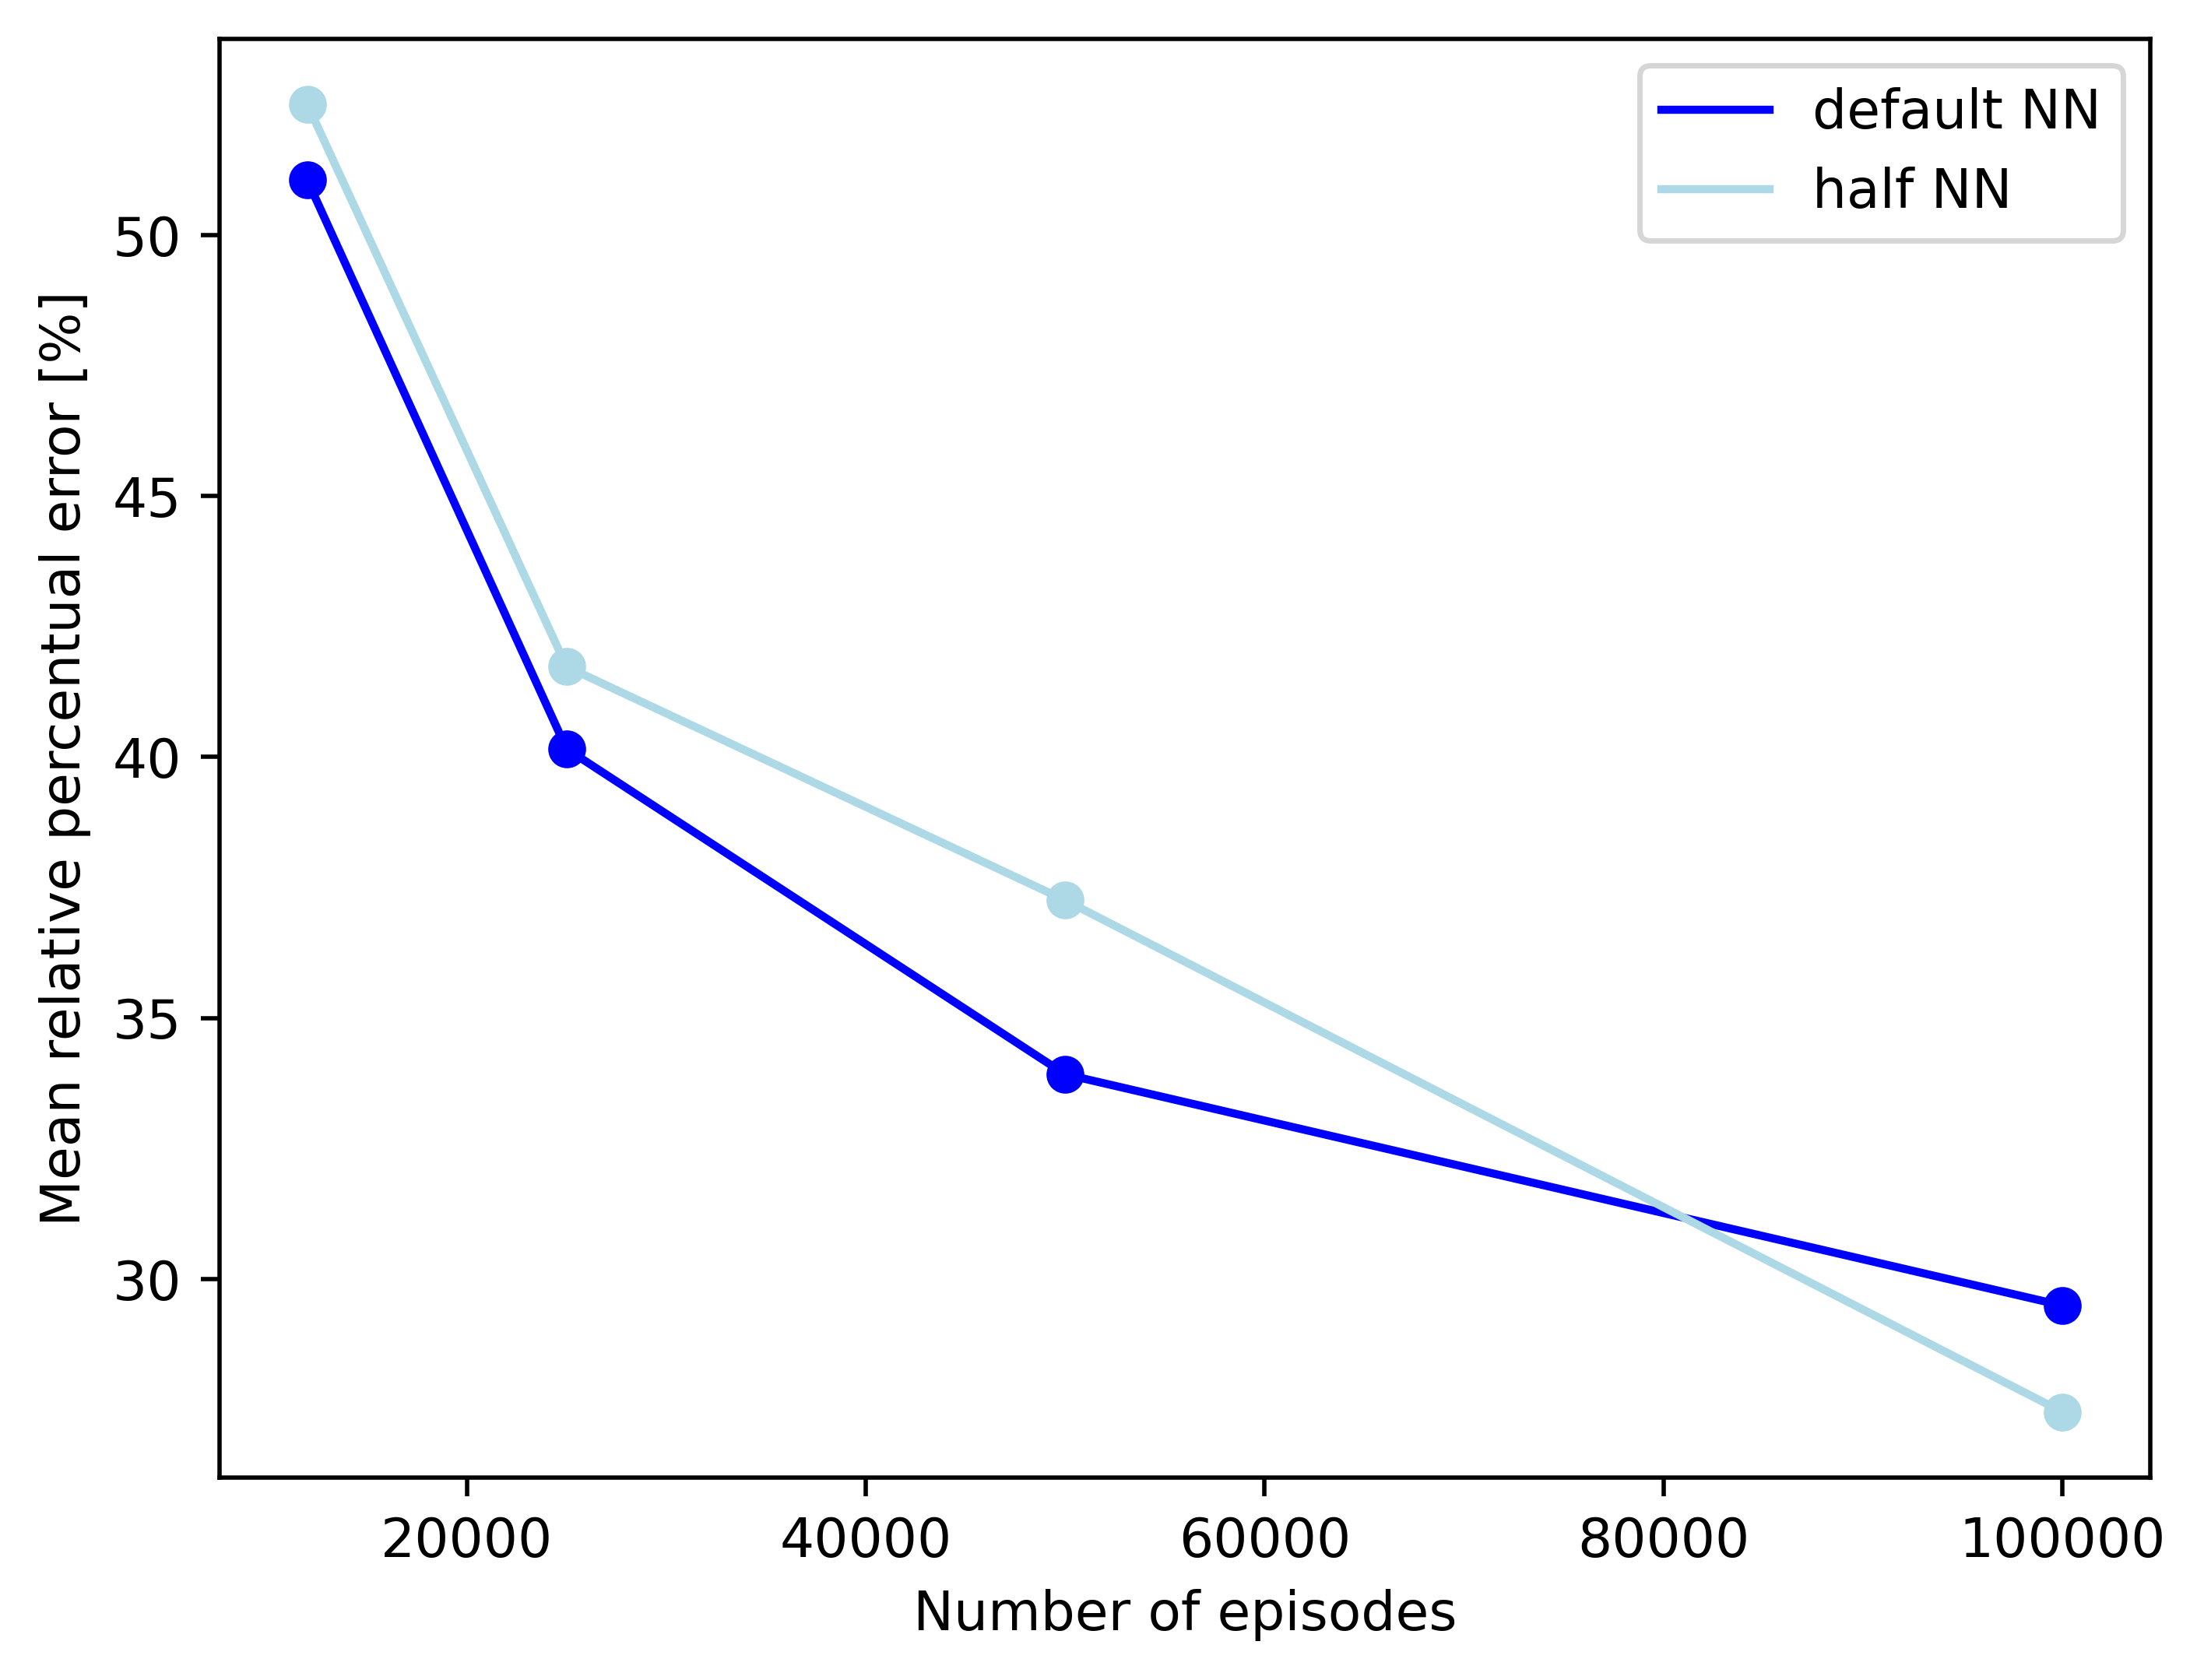 default NN
half NN
50
45
40
35
30
Mean relative percentual error [%]
20000 40000 60000 80000 100000
Number of episodes